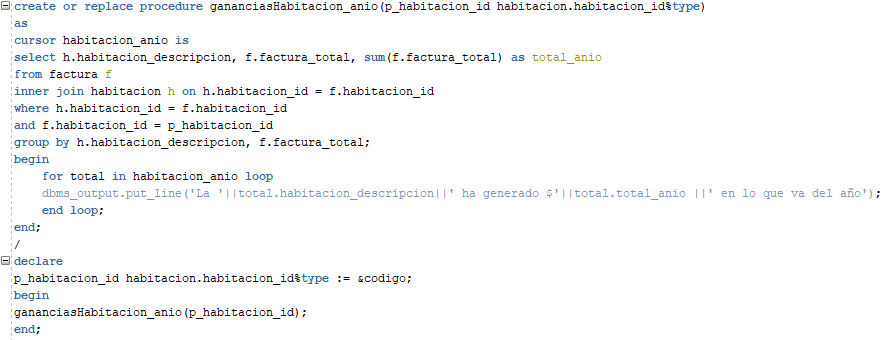 create or replace procedure gananciasHabitacion_anio(p_habitacion_id habitacion.habitacion_id%type)
as
cursor habitacion_anio is
select h.habitacion_descripcion, f.factura_total, sum(f.factura_total) as total_anio
from factura f
inner join habitacion h on h.habitacion_id = f.habitacion_id
where h.habitacion_id = f.habitacion_id
and f.habitacion_id = p_habitacion_id
group by h.habitacion_descripcion, f.factura_total;
begin
    for total in habitacion_anio loop
    dbms_output.put_line('La '||total.habitacion_descripcion||' ha generado $'||total.total_anio ||' en lo que va del año');
    end loop;
end;
/
declare
p_habitacion_id habitacion.habitacion_id%type := &codigo;
begin
gananciasHabitacion_anio(p_habitacion_id);
end;